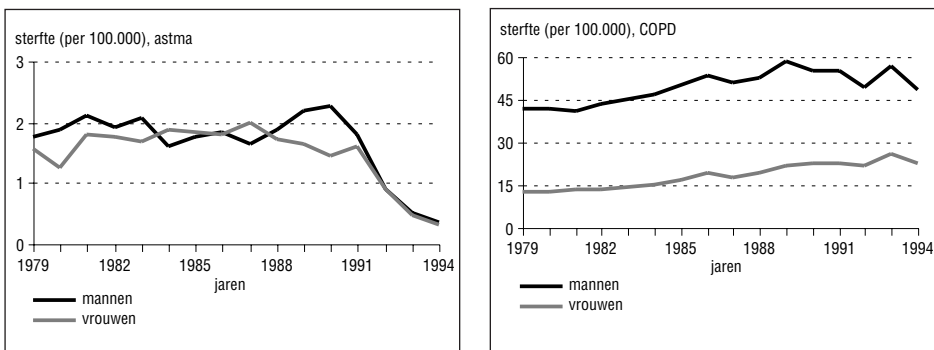 sterfte (per 100.000), astma
3
2
1
0
1979 1982 1985 1988 1991 1994
jaren
mannen
vrouwen
sterfte (per 100.000), COPD
60
45
30
15
0
1979 1982 1985 1988 1991 1994
jaren
mannen
vrouwen